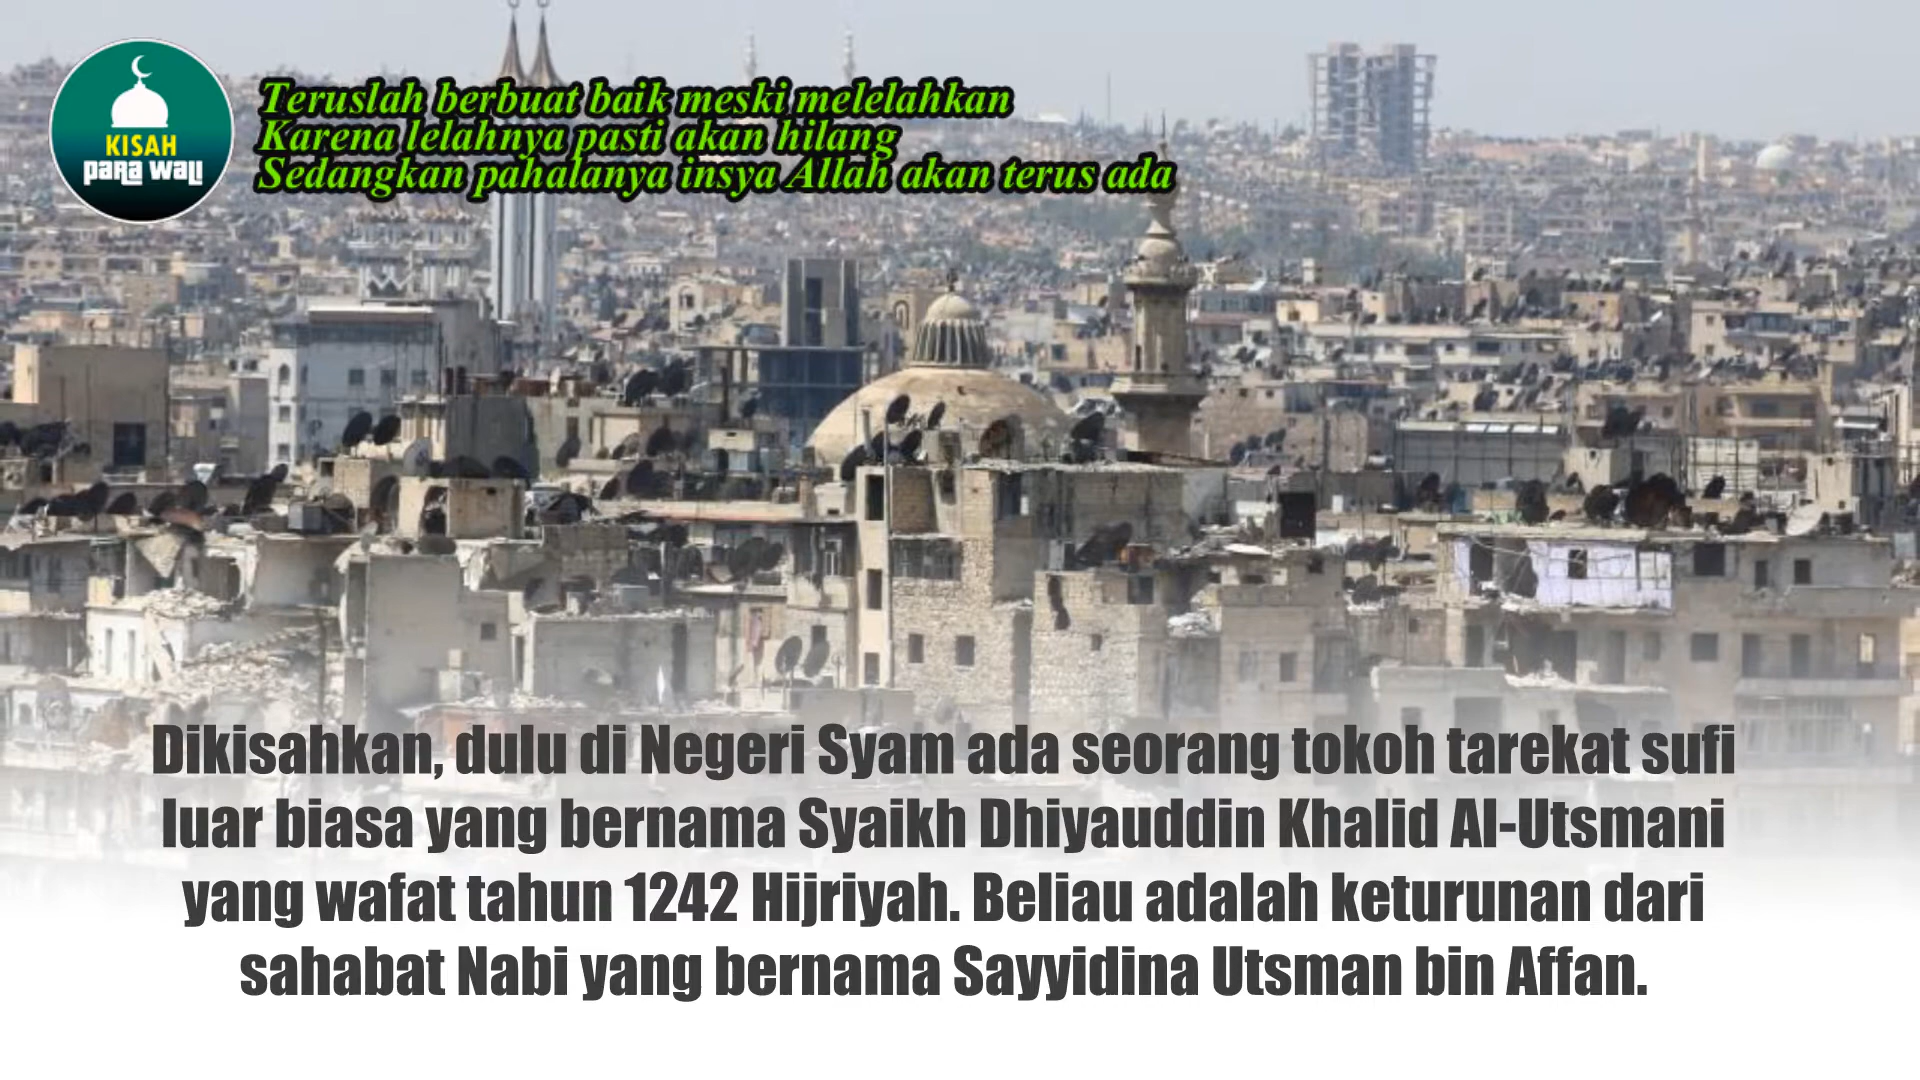 KISAH
PARA WALI
Teruslah berbuat baik meski melelahkan
Karena lelahnya pasti akan hilang
Sedangkan pahalanya insya Allah akan terus ada
Dikisahkan, dulu di Negeri Syam ada seorang tokoh tarekat sufi
luar biasa yang bernama Syaikh Dhiyauddin Khalid Al-Utsmani
yang wafat tahun 1242 Hijriyah. Beliau adalah keturunan dari
sahabat Nabi yang bernama Sayyidina Utsman bin Affan.